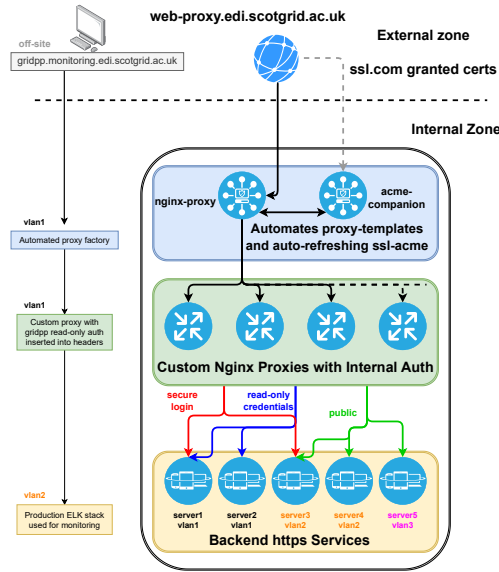 web-proxy.edi.scotgrid.ac.uk
off-site
gridpp.monitoring.edi.scotgrid.ac.uk
External zone
ssl.com granted certs
Internal Zone
nginx-proxy
acme-
companion
Automates proxy-templates
and auto-refreshing ssl-acme
vlan1
Automated proxy factory
vlan1
Custom proxy with
gridpp read-only auth
inserted into headers
Custom Nginx Proxies with Internal Auth
secure
login
read-only
credentials
public
vlan2
Production ELK stack
used for monitoring
server1
vlan1
server2
vlan1
server3
vlan2
server4
vlan2
server5
vlan3
Backend https Services